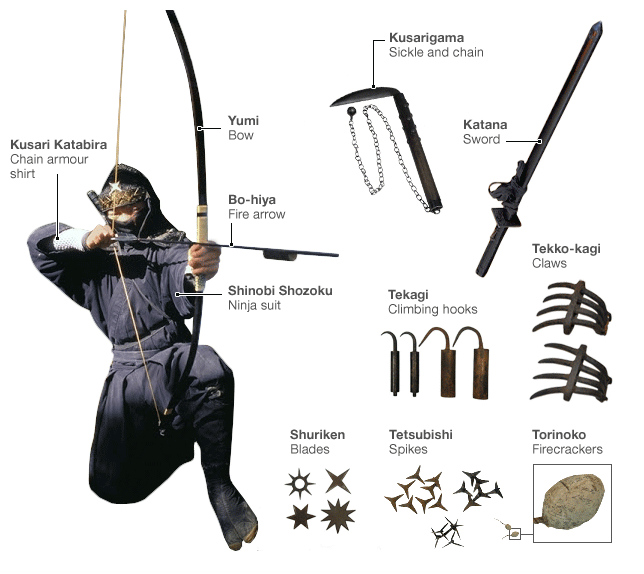 Kusarigama
Sickle and chain
Yumi
Bow
Katana
Sword
Kusari Katabira
Chain armour
shirt
Bo-hiya
Fire arrow
Tekko-kagi
Claws
Shinobi Shozoku
Ninja suit
Tekagi
Climbing hooks
Shuriken
Blades
Tetsubishi
Spikes
Torinoko
Firecrackers